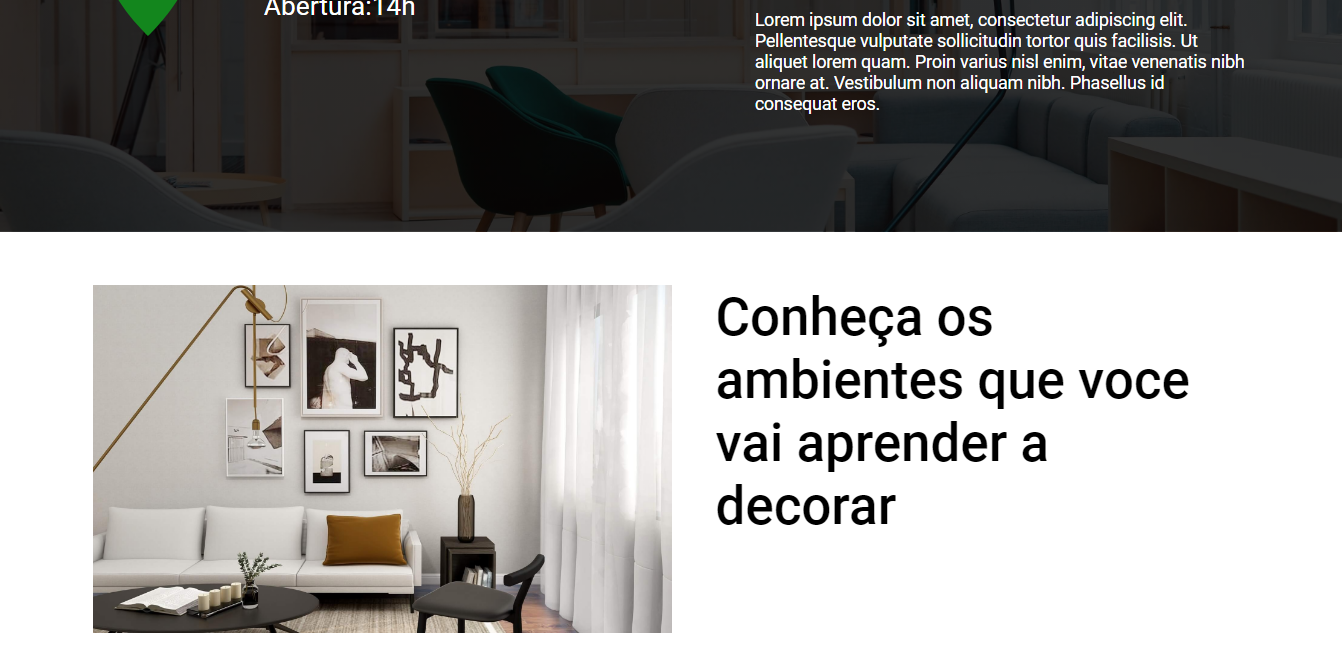 Abertura:14h
Lorem ipsum dolor sit amet, consectetur adipiscing elit.
Pellentesque vulputate sollicitudin tortor quis facilisis. Ut
aliquet lorem quam. Proin varius nisl enim, vitae venenatis nibh
ornare at. Vestibulum non aliquam nibh. Phasellus id
consequat eros.
Conheça os
ambientes que voce
vai aprender a
decorar